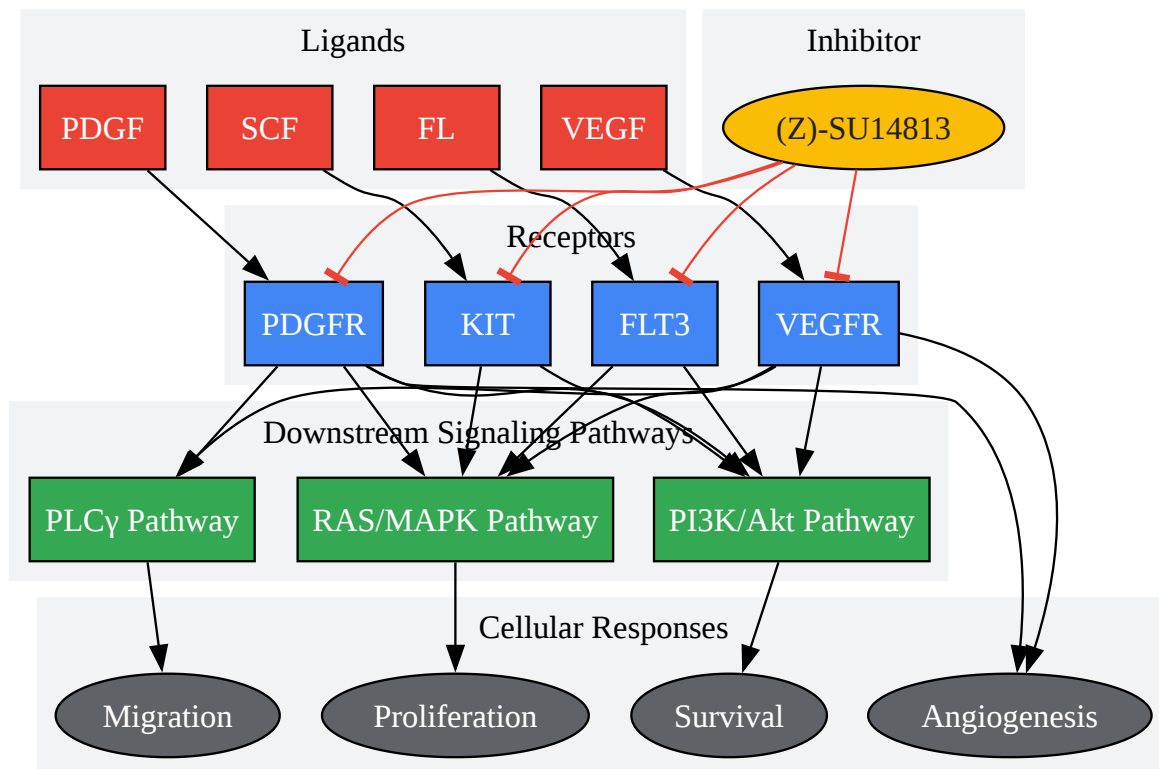 Ligands
Inhibitor
PDGF
SCF
FL
VEGF
(Z)-SU14813
Receptors
PDGFR
KIT
FLT3
VEGFR
Downstream Signaling Pathways
PLCγ Pathway
RAS/MAPK Pathway
PI3K/Akt Pathway
Cellular Responses
Migration
Proliferation
Survival
Angiogenesis